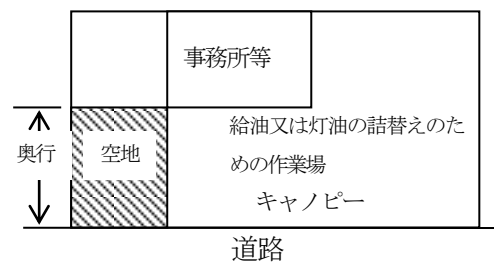 事務所等
奥行
空地
給油又は灯油の詰替えのた
めの作業場
キャノピー
道路